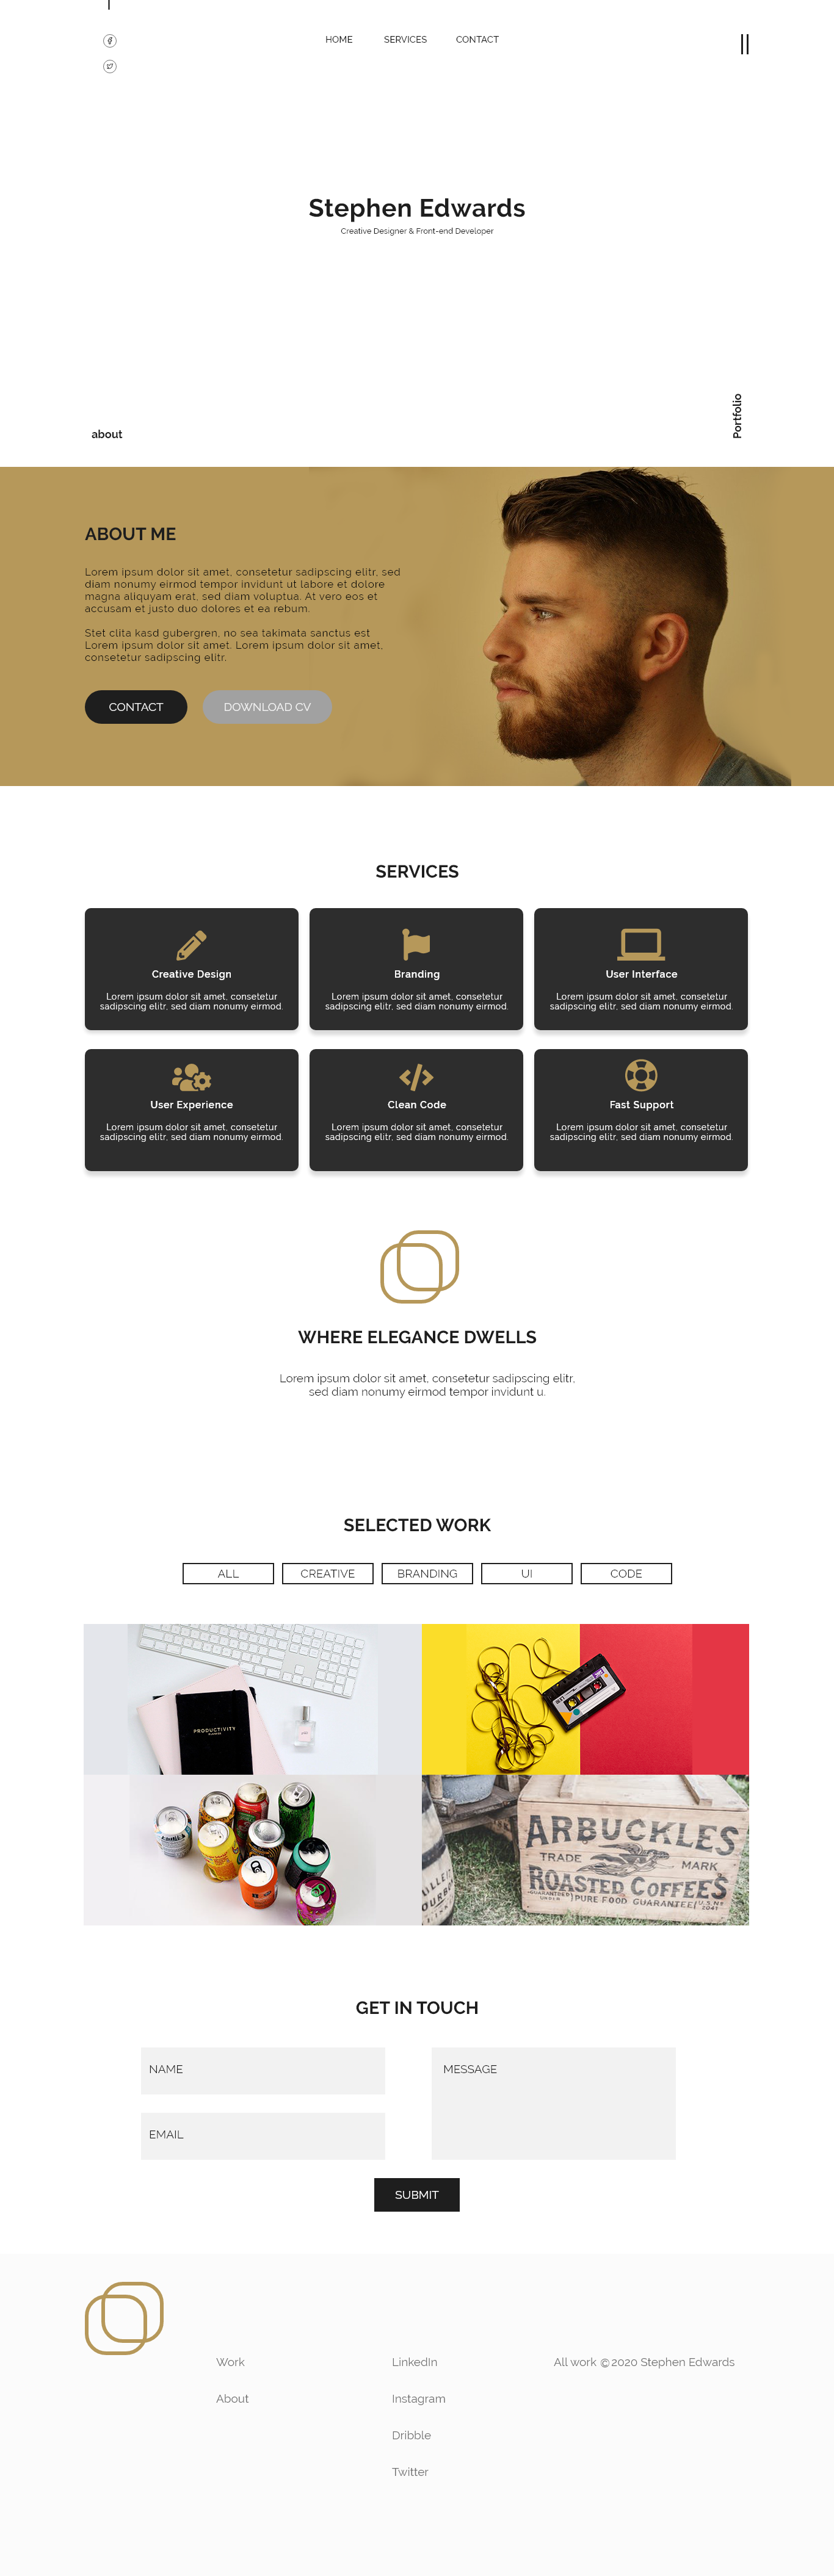 HOME SERVICES CONTACT
Stephen Edwards
Creative Designer & Front-end Developer
about
Portfolio
ABOUT ME
Lorem ipsum dolor sit amet, consetetur sadipscing elitr, sed
diam nonumy eirmod tempor invidunt ut labore et dolore
magna aliquyam erat, sed diam voluptua. At vero eos et
accusam et justo duo dolores et ea rebum.
Stet clita kasd gubergren, no sea takimata sanctus est
Lorem ipsum dolor sit amet. Lorem ipsum dolor sit amet,
consetetur sadipscing elitr.
CONTACT
DOWNLOAD CV
SERVICES
Creative Design
Lorem ipsum dolor sit amet, consetetur
sadipscing elitr, sed diam nonumy eirmod.
Branding
Lorem ipsum dolor sit amet, consetetur
sadipscing elitr, sed diam nonumy eirmod.
User Interface
Lorem ipsum dolor sit amet, consetetur
sadipscing elitr, sed diam nonumy eirmod.
User Experience
Lorem ipsum dolor sit amet, consetetur
sadipscing elitr, sed diam nonumy eirmod.
Clean Code
Lorem ipsum dolor sit amet, consetetur
sadipscing elitr, sed diam nonumy eirmod.
Fast Support
Lorem ipsum dolor sit amet, consetetur
sadipscing elitr, sed diam nonumy eirmod.
WHERE ELEGANCE DWELLS
Lorem ipsum dolor sit amet, consetetur sadipscing elitr,
sed diam nonumy eirmod tempor invidunt u.
SELECTED WORK
ALL CREATIVE BRANDING UI CODE
PRODUCTIVITY
PLANNER
ARBUCKLES
TRADE MARK
ROASTED COFFEES
GUARANTEED PURE FOOD GUARANTEE U.S. Nº
UNDER 2041
GET IN TOUCH
NAME
EMAIL
MESSAGE
SUBMIT
Work
About
LinkedIn
Instagram
Dribble
Twitter
All work ©2020 Stephen Edwards